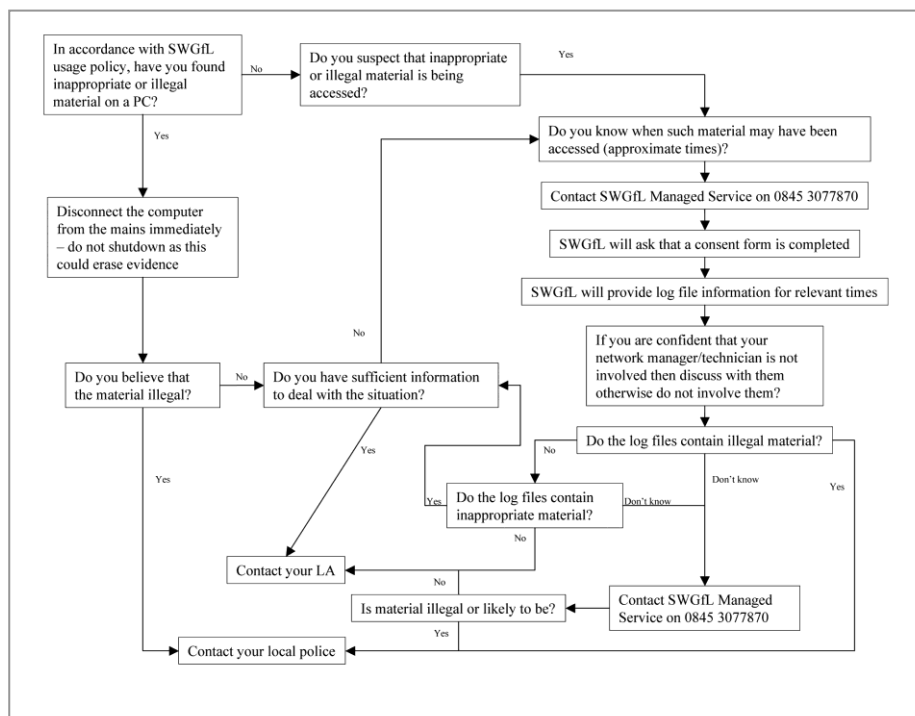 In accordance with SWGfL
usage policy, have you found
inappropriate or illegal
material on a PC?
No
Do you suspect that inappropriate
or illegal material is being
accessed?
Yes
Yes
Do you know when such material may have been
accessed (approximate times)?
Contact SWGfL Managed Service on 0845 3077870
Disconnect the computer
from the mains immediately
– do not shutdown as this
could erase evidence
SWGfL will ask that a consent form is completed
SWGfL will provide log file information for relevant times
No
If you are confident that your
network manager/technician is not
involved then discuss with them
otherwise do not involve them?
Do you believe that
the material illegal?
No
Do you have sufficient information
to deal with the situation?
Do the log files contain illegal material?
Yes
No
Yes
Don't know
Yes
Yes
Do the log files contain
inappropriate material?
Don't know
No
Contact your LA
No
Is material illegal or likely to be?
Contact SWGfL Managed
Service on 0845 3077870
Yes
Contact your local police